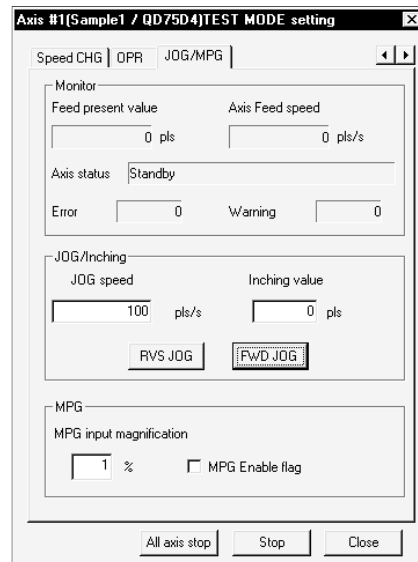 Axis #1(Sample1 / QD75D4)TEST MODE setting
Speed CHG OPR JOG/MPG
Monitor
Feed present value Axis Feed speed
0 pls 0 pls/s
Axis status Standby
Error 0 Warning 0
JOG/Inching
JOG speed Inching value
100 pls/s 0 pls
RVS JOG FWD JOG
MPG
MPG input magnification
1 % MPG Enable flag
All axis stop Stop Close